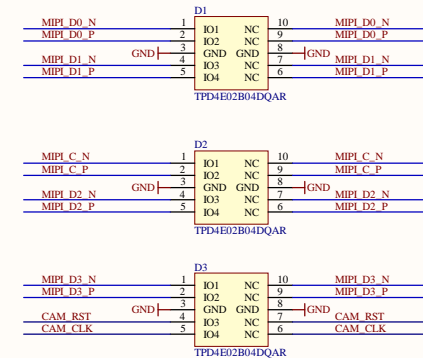 D1
MIPI_D0_N 1 IO1 NC 10 MIPI_D0_N
MIPI_D0_P 2 IO2 NC 9 MIPI_D0_P
GND 3 GND GND 8 GND
MIPI_D1_N 4 IO3 NC 7 MIPI_D1_N
MIPI_D1_P 5 IO4 NC 6 MIPI_D1_P
TPD4E02B04DQAR
D2
MIPI_C_N 1 IO1 NC 10 MIPI_C_N
MIPI_C_P 2 IO2 NC 9 MIPI_C_P
GND 3 GND GND 8 GND
MIPI_D2_N 4 IO3 NC 7 MIPI_D2_N
MIPI_D2_P 5 IO4 NC 6 MIPI_D2_P
TPD4E02B04DQAR
D3
MIPI_D3_N 1 IO1 NC 10 MIPI_D3_N
MIPI_D3_P 2 IO2 NC 9 MIPI_D3_P
GND 3 GND GND 8 GND
CAM_RST 4 IO3 NC 7 CAM_RST
CAM_CLK 5 IO4 NC 6 CAM_CLK
TPD4E02B04DQAR